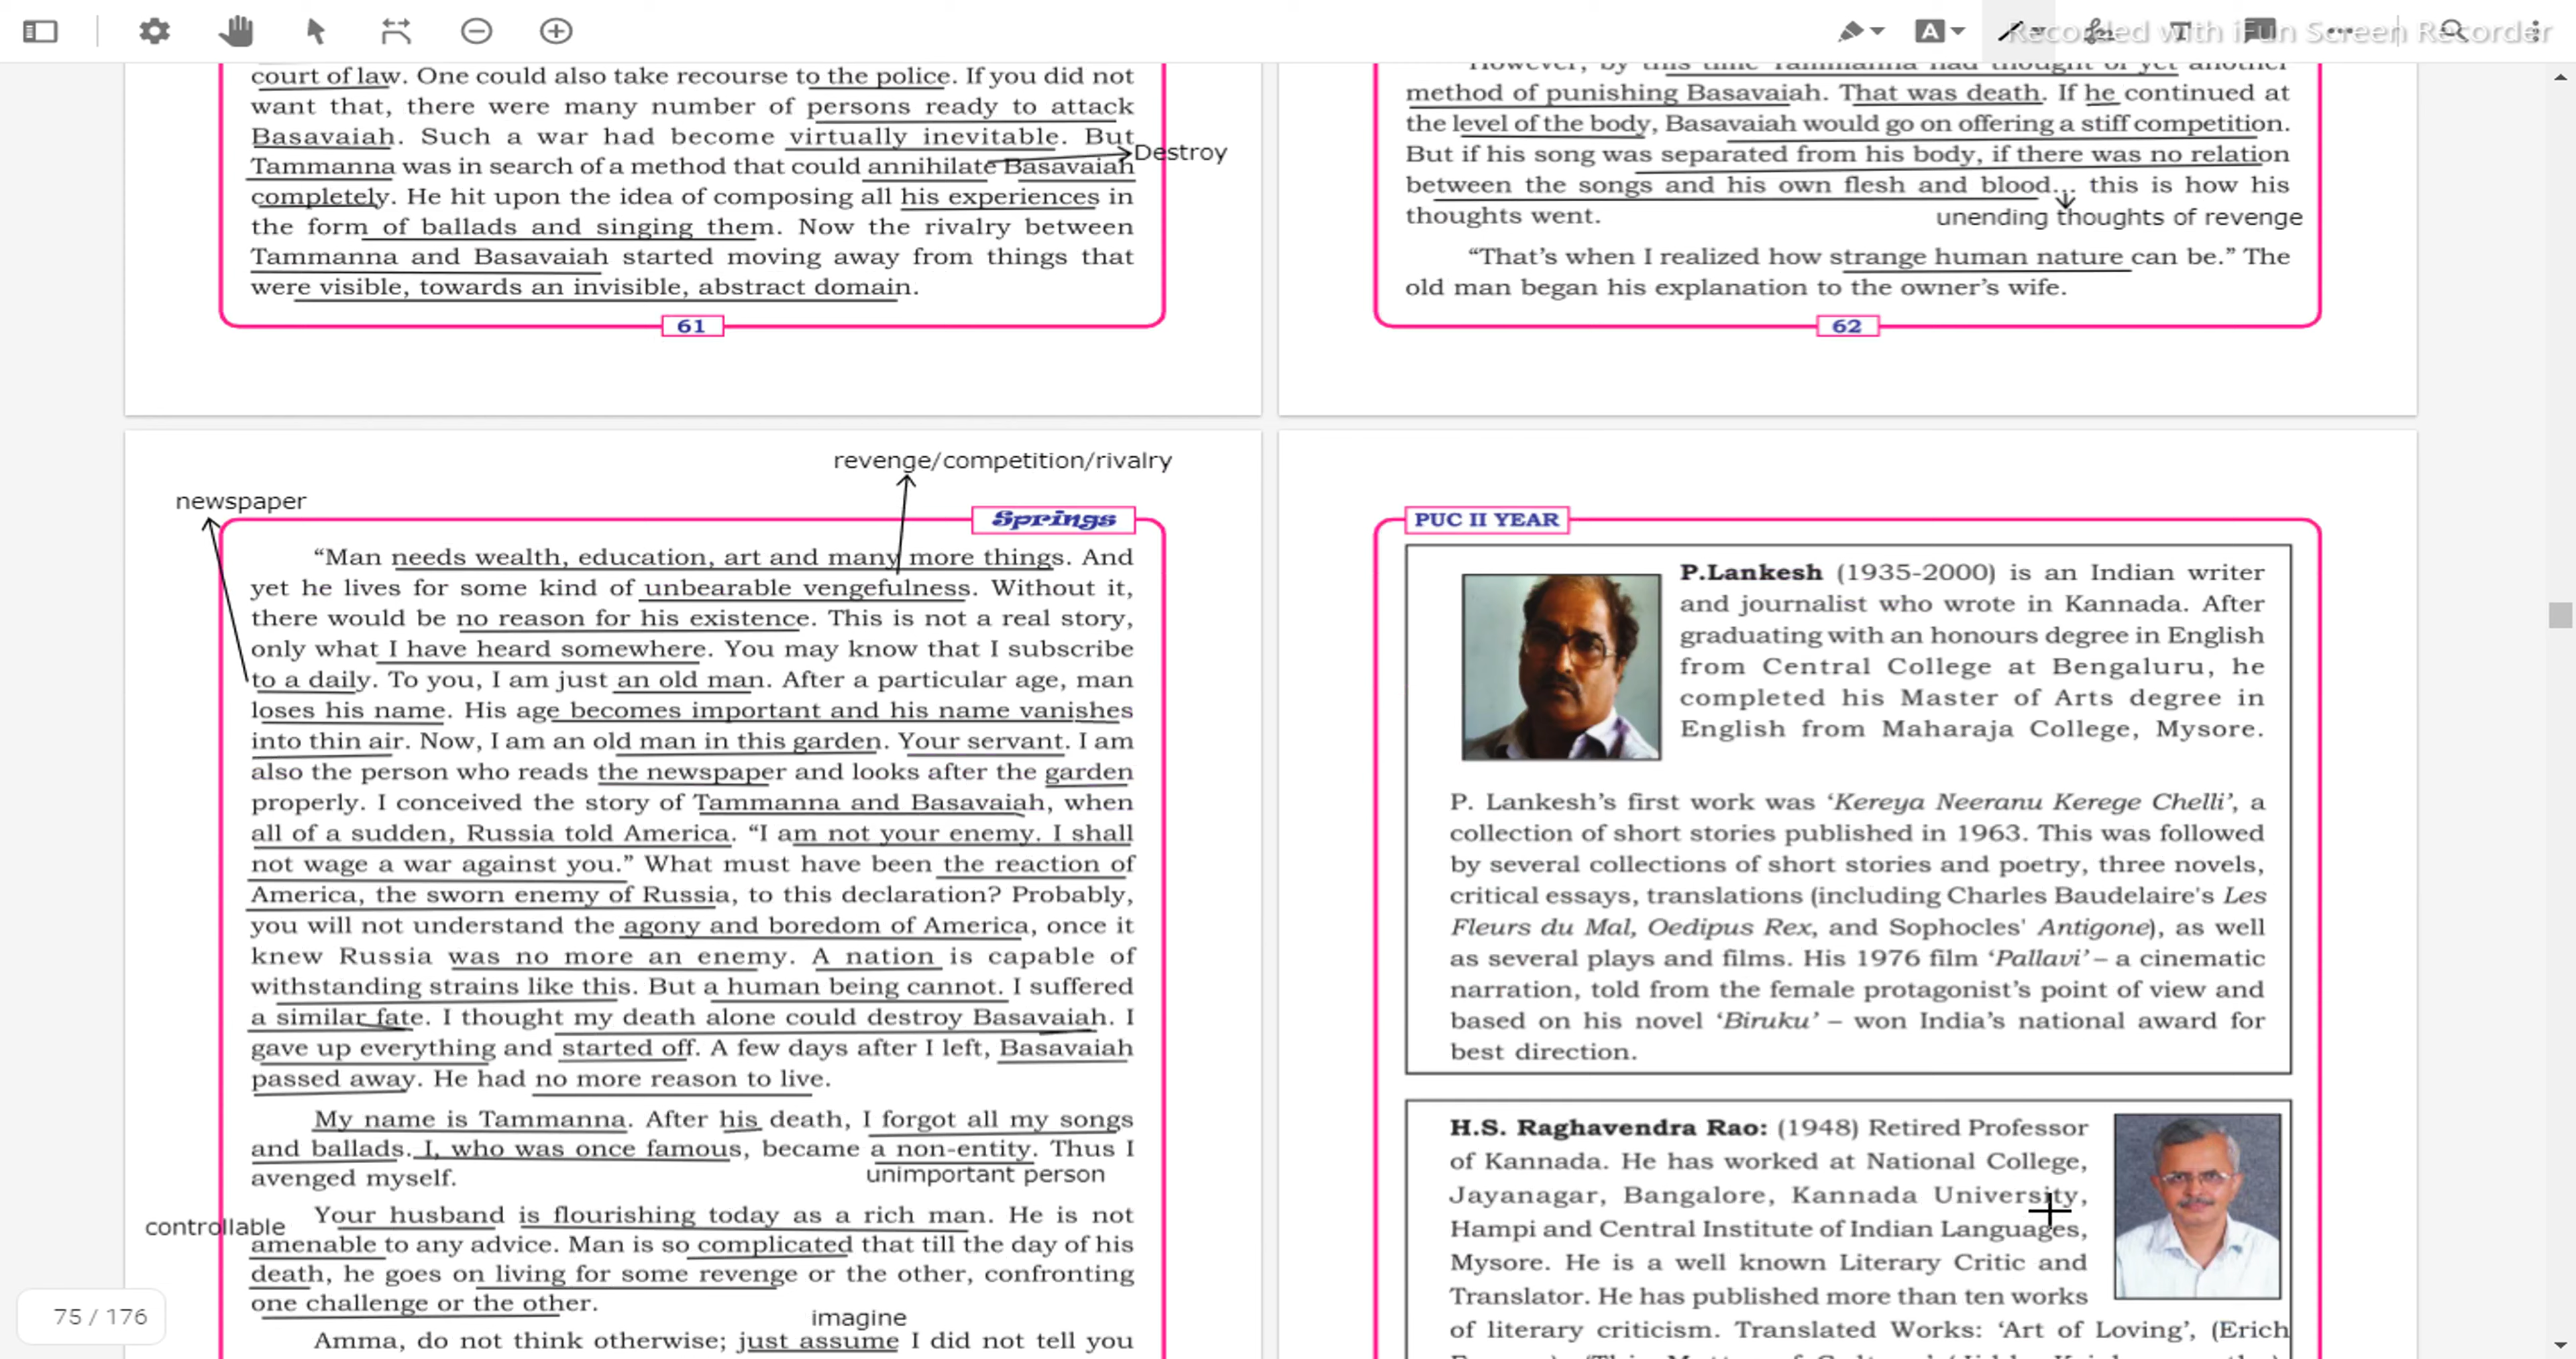 Recorded with iFun Screen Recorder
court of law. One could also take recourse to the police. If you did not
want that, there were many number of persons ready to attack
Basavaiah. Such a war had become virtually inevitable. But
Tammanna was in search of a method that could annihilate Basavaiah
Destroy
completely. He hit upon the idea of composing all his experiences in
the form of ballads and singing them. Now the rivalry between
Tammanna and Basavaiah started moving away from things that
were visible, towards an invisible, abstract domain.
61
However, by this time Tammanna had thought of yet another
method of punishing Basavaiah. That was death. If he continued at
the level of the body, Basavaiah would go on offering a stiff competition.
But if his song was separated from his body, if there was no relation
between the songs and his own flesh and blood... this is how his
thoughts went.
unending thoughts of revenge
“That’s when I realized how strange human nature can be.” The
old man began his explanation to the owner’s wife.
62
revenge/competition/rivalry
newspaper
Springs
“Man needs wealth, education, art and many more things. And
yet he lives for some kind of unbearable vengefulness. Without it,
there would be no reason for his existence. This is not a real story,
only what I have heard somewhere. You may know that I subscribe
to a daily. To you, I am just an old man. After a particular age, man
loses his name. His age becomes important and his name vanishes
into thin air. Now, I am an old man in this garden. Your servant. I am
also the person who reads the newspaper and looks after the garden
properly. I conceived the story of Tammanna and Basavaiah, when
all of a sudden, Russia told America. “I am not your enemy. I shall
not wage a war against you.” What must have been the reaction of
America, the sworn enemy of Russia, to this declaration? Probably,
you will not understand the agony and boredom of America, once it
knew Russia was no more an enemy. A nation is capable of
withstanding strains like this. But a human being cannot. I suffered
a similar fate. I thought my death alone could destroy Basavaiah. I
gave up everything and started off. A few days after I left, Basavaiah
passed away. He had no more reason to live.
My name is Tammanna. After his death, I forgot all my songs
and ballads. I, who was once famous, became a non-entity. Thus I
avenged myself.
unimportant person
Your husband is flourishing today as a rich man. He is not
controllable
amenable to any advice. Man is so complicated that till the day of his
death, he goes on living for some revenge or the other, confronting
one challenge or the other.
imagine
Amma, do not think otherwise; just assume I did not tell you
PUC II YEAR
P.Lankesh (1935-2000) is an Indian writer
and journalist who wrote in Kannada. After
graduating with an honours degree in English
from Central College at Bengaluru, he
completed his Master of Arts degree in
English from Maharaja College, Mysore.
P. Lankesh’s first work was ‘Kereya Neeranu Kerege Chelli’, a
collection of short stories published in 1963. This was followed
by several collections of short stories and poetry, three novels,
critical essays, translations (including Charles Baudelaire's Les
Fleurs du Mal, Oedipus Rex, and Sophocles' Antigone), as well
as several plays and films. His 1976 film ‘Pallavi’ – a cinematic
narration, told from the female protagonist’s point of view and
based on his novel ‘Biruku’ – won India’s national award for
best direction.
H.S. Raghavendra Rao: (1948) Retired Professor
of Kannada. He has worked at National College,
Jayanagar, Bangalore, Kannada University,
Hampi and Central Institute of Indian Languages,
Mysore. He is a well known Literary Critic and
Translator. He has published more than ten works
of literary criticism. Translated Works: ‘Art of Loving’, (Erich
75 / 176